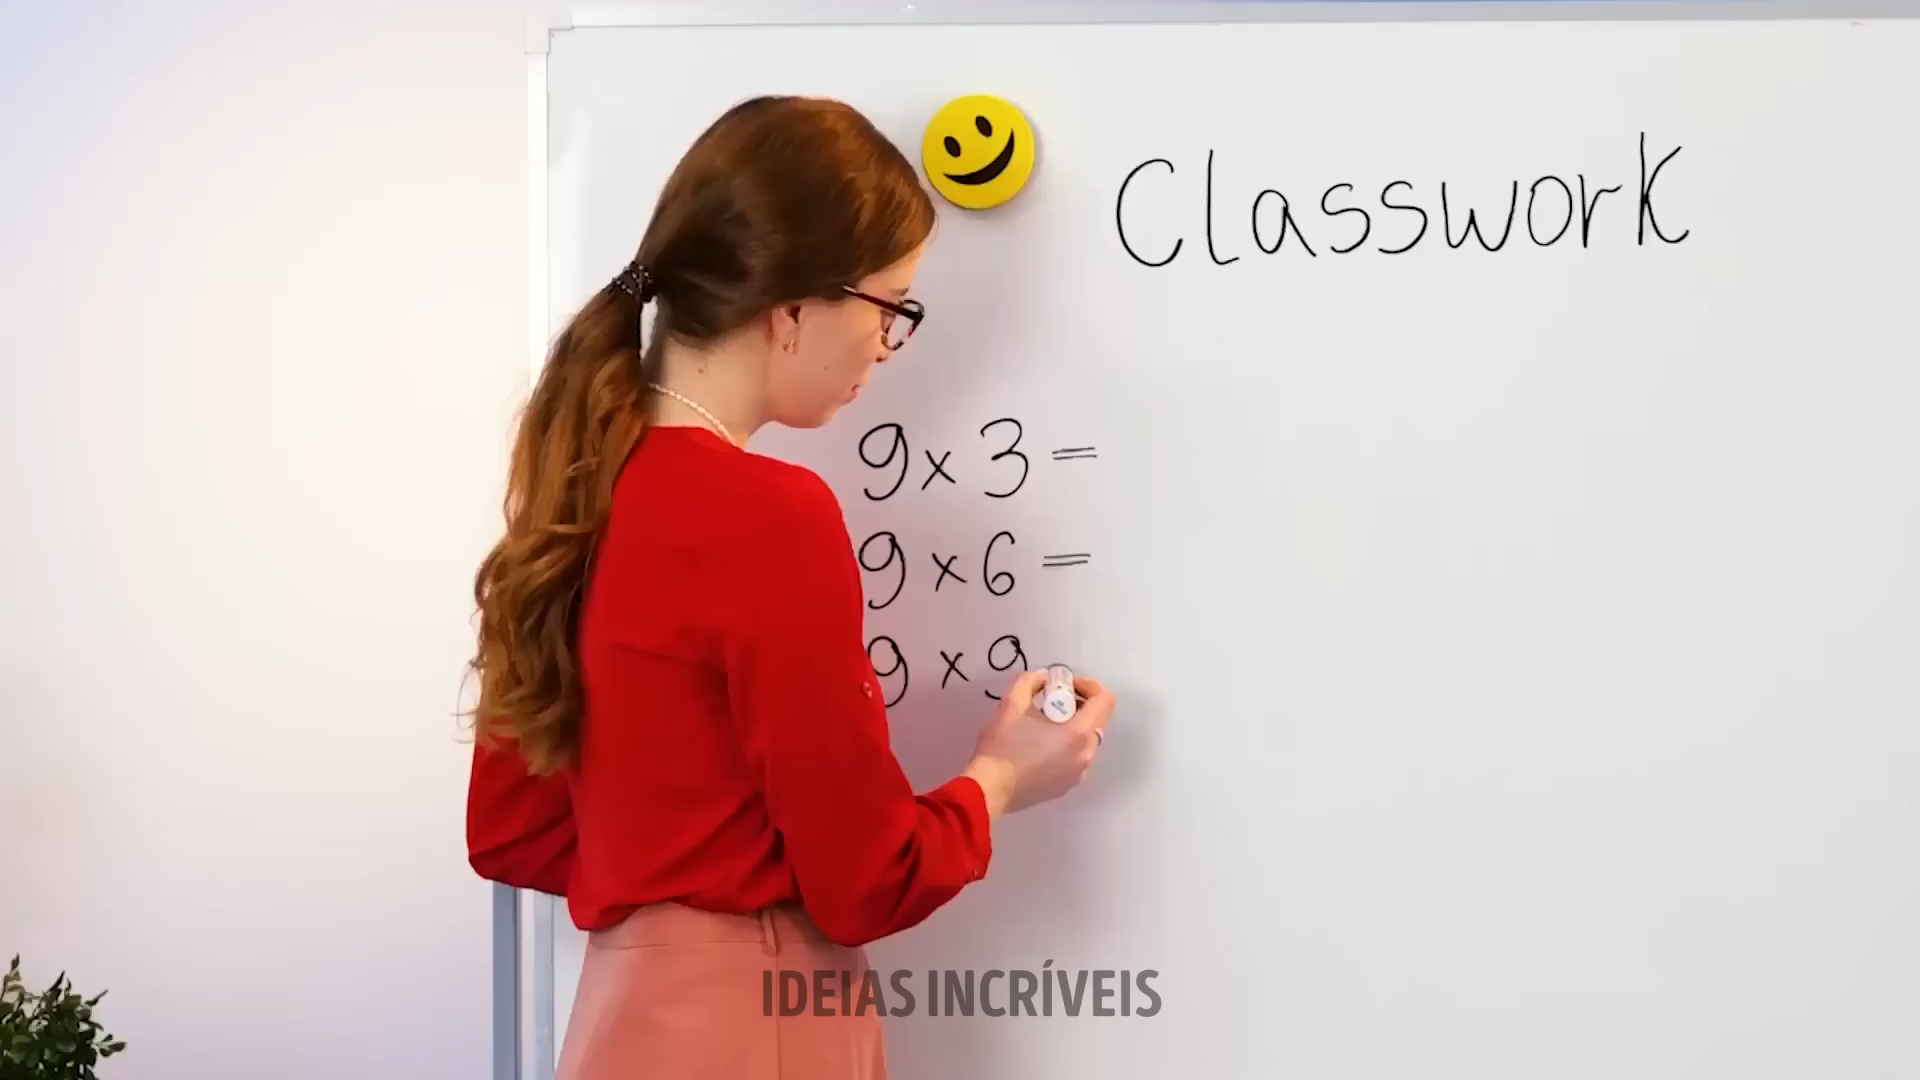 Classwork
9 x 3 =
9 x 6 =
9 x 9
IDEIAS INCRÍVEIS